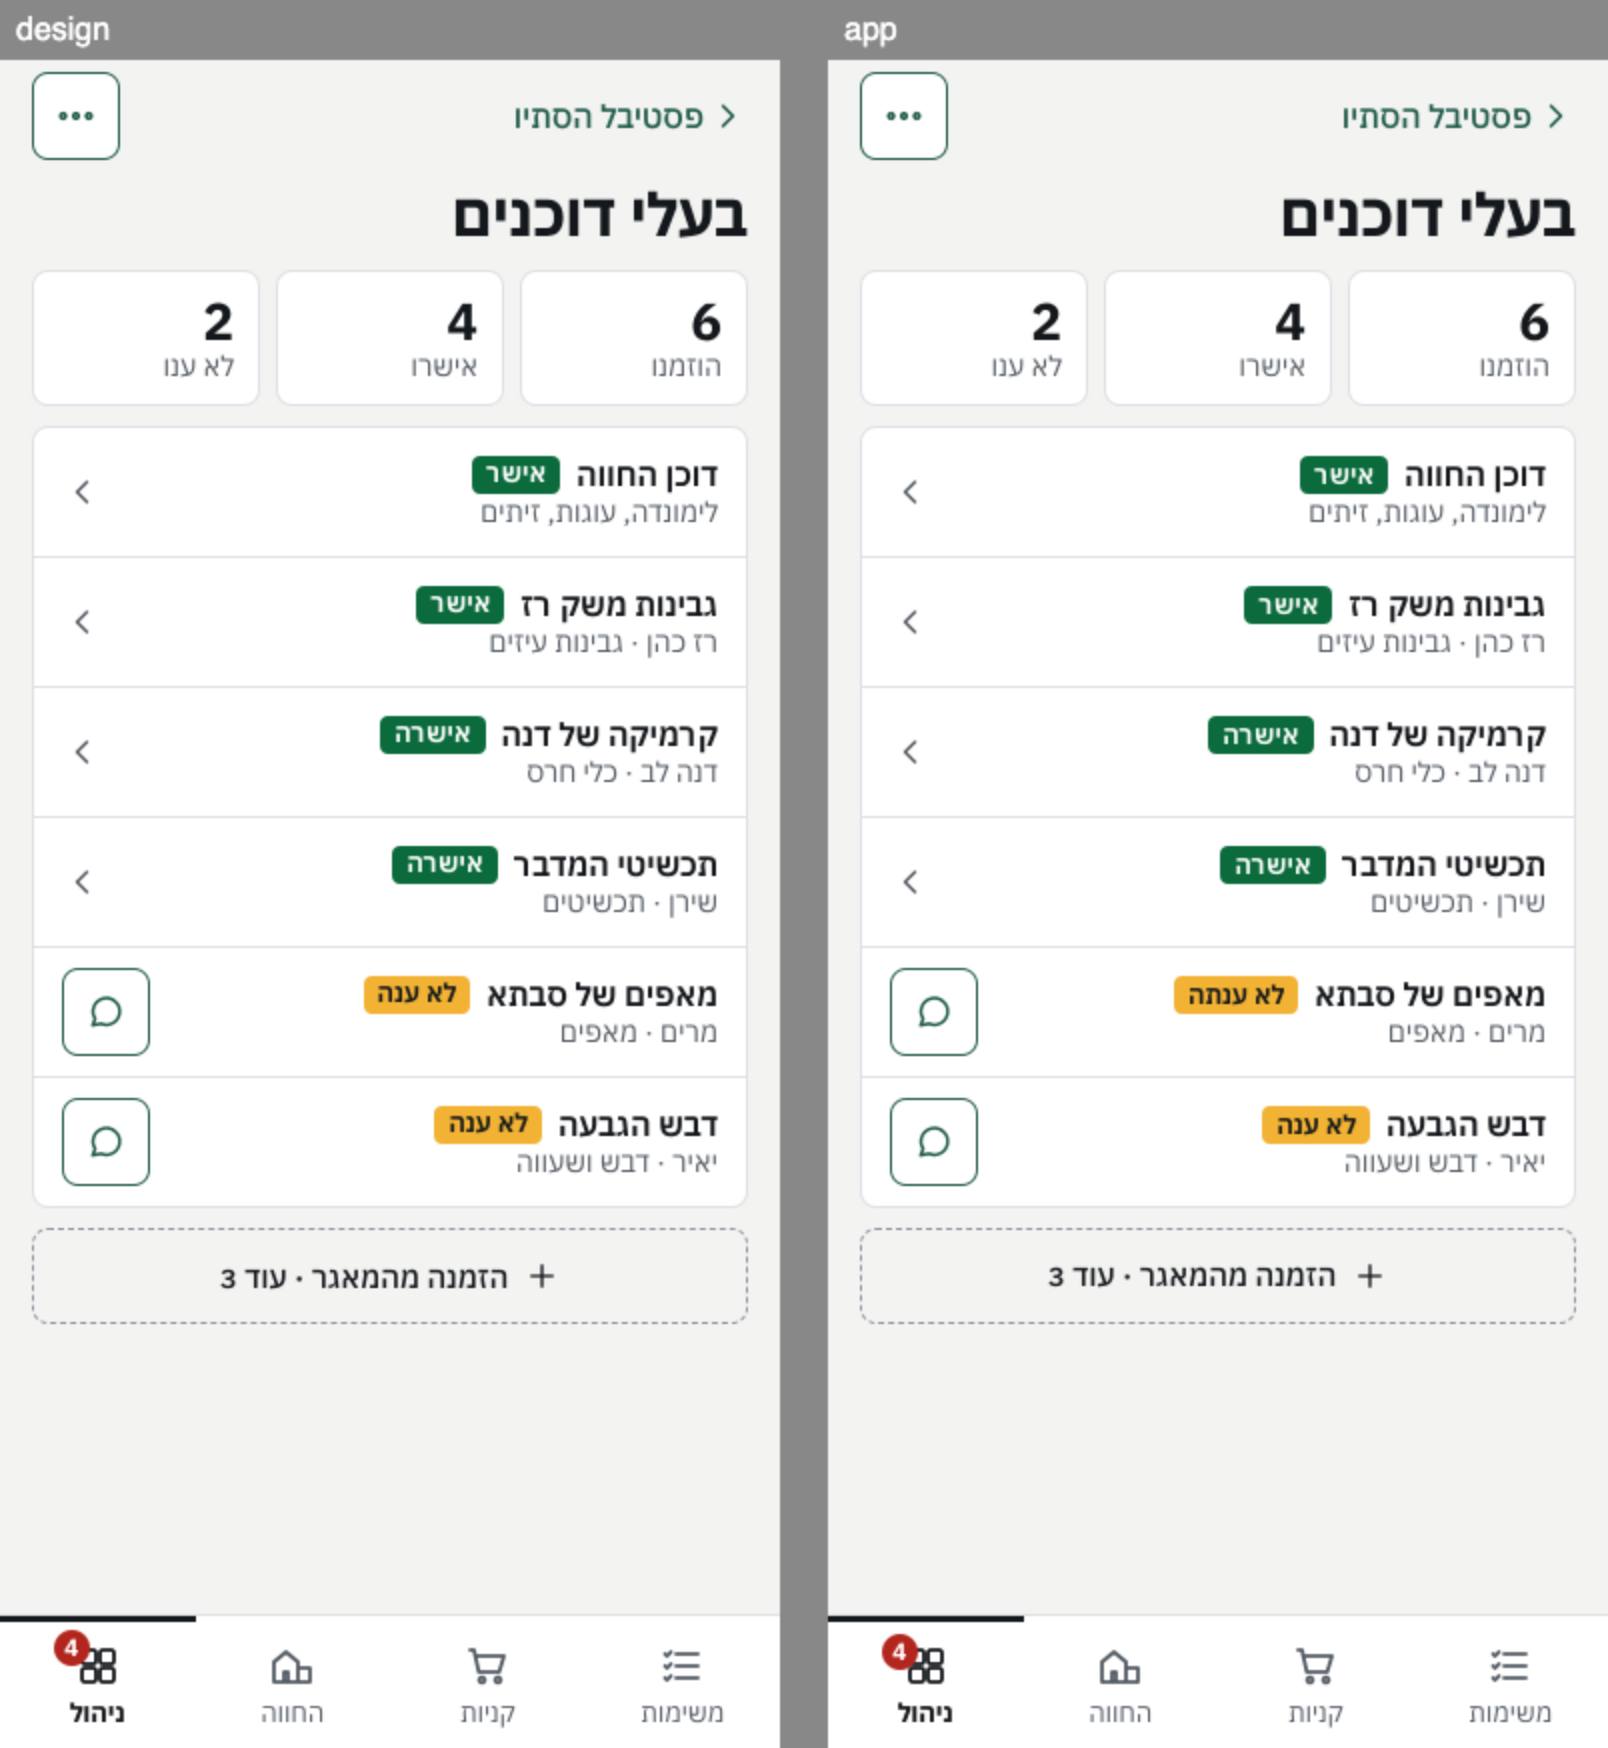 design
פסטיבל הסתיו
בעלי דוכנים
6 4 2
הוזמנו אישרו לא ענו
דוכן החווה אישר
לימונדה, עוגות, זיתים
גבינות משק רז אישר
רז כהן · גבינות עיזים
קרמיקה של דנה אישרה
דנה לב · כלי חרס
תכשיטי המדבר אישרה
שירן · תכשיטים
מאפים של סבתא לא ענה
מרים · מאפים
דבש הגבעה לא ענה
יאיר · דבש ושעווה
הזמנה מהמאגר · עוד 3
4
משימות קניות החווה ניהול
app
פסטיבל הסתיו
בעלי דוכנים
6 4 2
הוזמנו אישרו לא ענו
דוכן החווה אישר
לימונדה, עוגות, זיתים
גבינות משק רז אישר
רז כהן · גבינות עיזים
קרמיקה של דנה אישרה
דנה לב · כלי חרס
תכשיטי המדבר אישרה
שירן · תכשיטים
מאפים של סבתא לא ענתה
מרים · מאפים
דבש הגבעה לא ענה
יאיר · דבש ושעווה
הזמנה מהמאגר · עוד 3
4
משימות קניות החווה ניהול